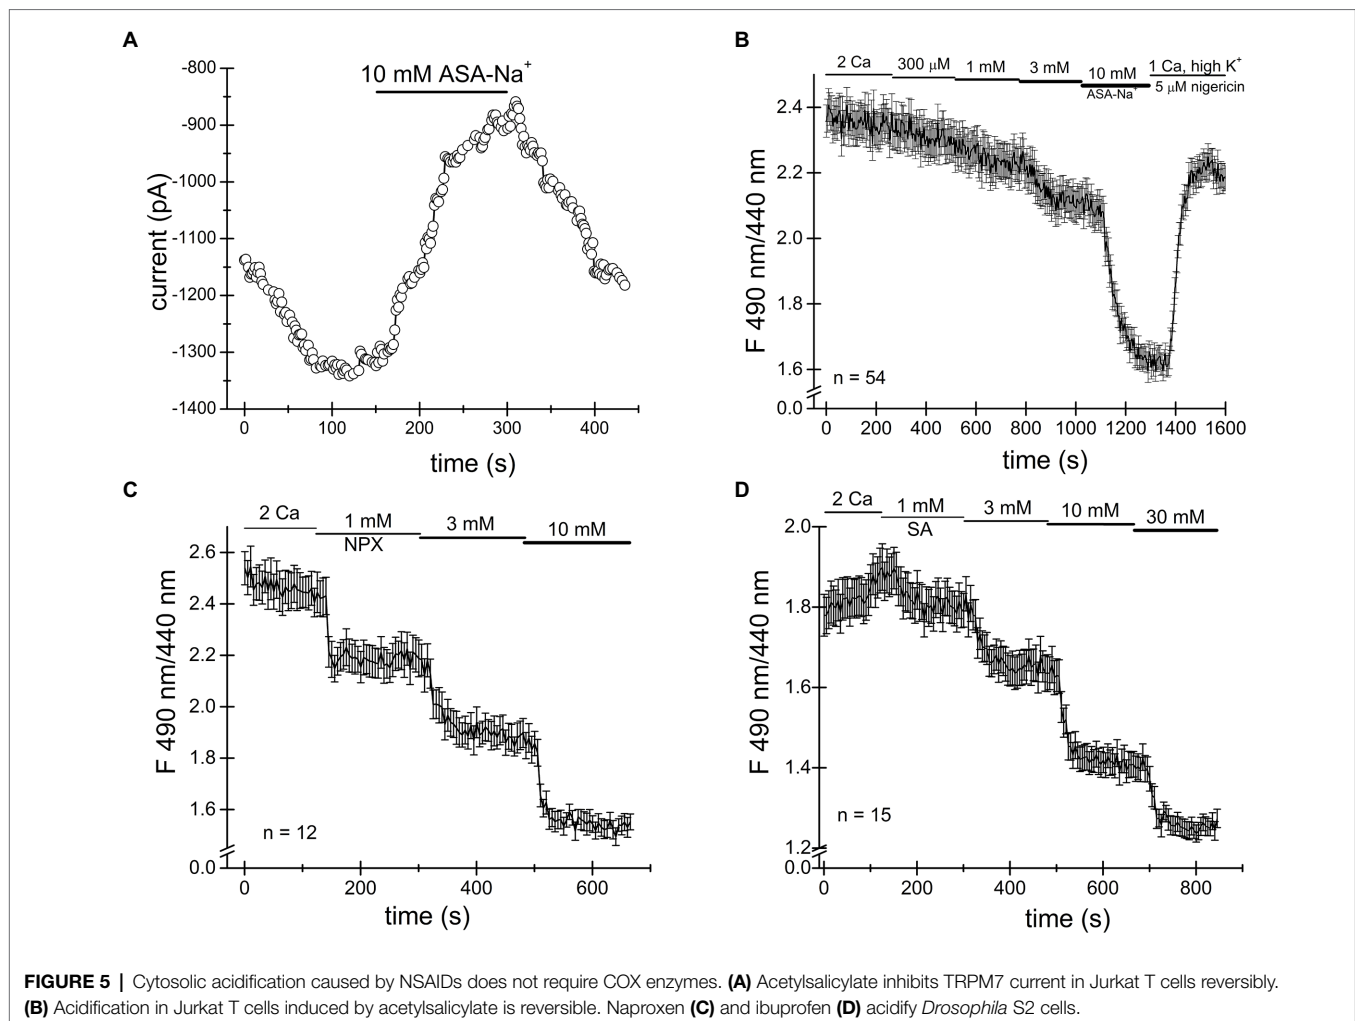 A
10 mM ASA-Na+
-800
-900
-1000
-1100
-1200
-1300
-1400
current (pA)
0 100 200 300 400
time (s)
B
2 Ca 300 μM 1 mM 3 mM 10 mM 1 Ca, high K+
ASA-Na+ 5 μM nigericin
2.4
2.2
2.0
1.8
1.6
0.0
F 490 nm/440 nm
n = 54
0 200 400 600 800 1000 1200 1400 1600
time (s)
C
2 Ca 1 mM 3 mM 10 mM
NPX
2.6
2.4
2.2
2.0
1.8
1.6
0.0
F 490 nm/440 nm
n = 12
0 200 400 600
time (s)
D
2 Ca 1 mM 3 mM 10 mM 30 mM
SA
2.0
1.8
1.6
1.4
1.2
0.0
F 490 nm/440 nm
n = 15
0 200 400 600 800
time (s)
FIGURE 5 | Cytosolic acidification caused by NSAIDs does not require COX enzymes. (A) Acetylsalicylate inhibits TRPM7 current in Jurkat T cells reversibly.
(B) Acidification in Jurkat T cells induced by acetylsalicylate is reversible. Naproxen (C) and ibuprofen (D) acidify Drosophila S2 cells.